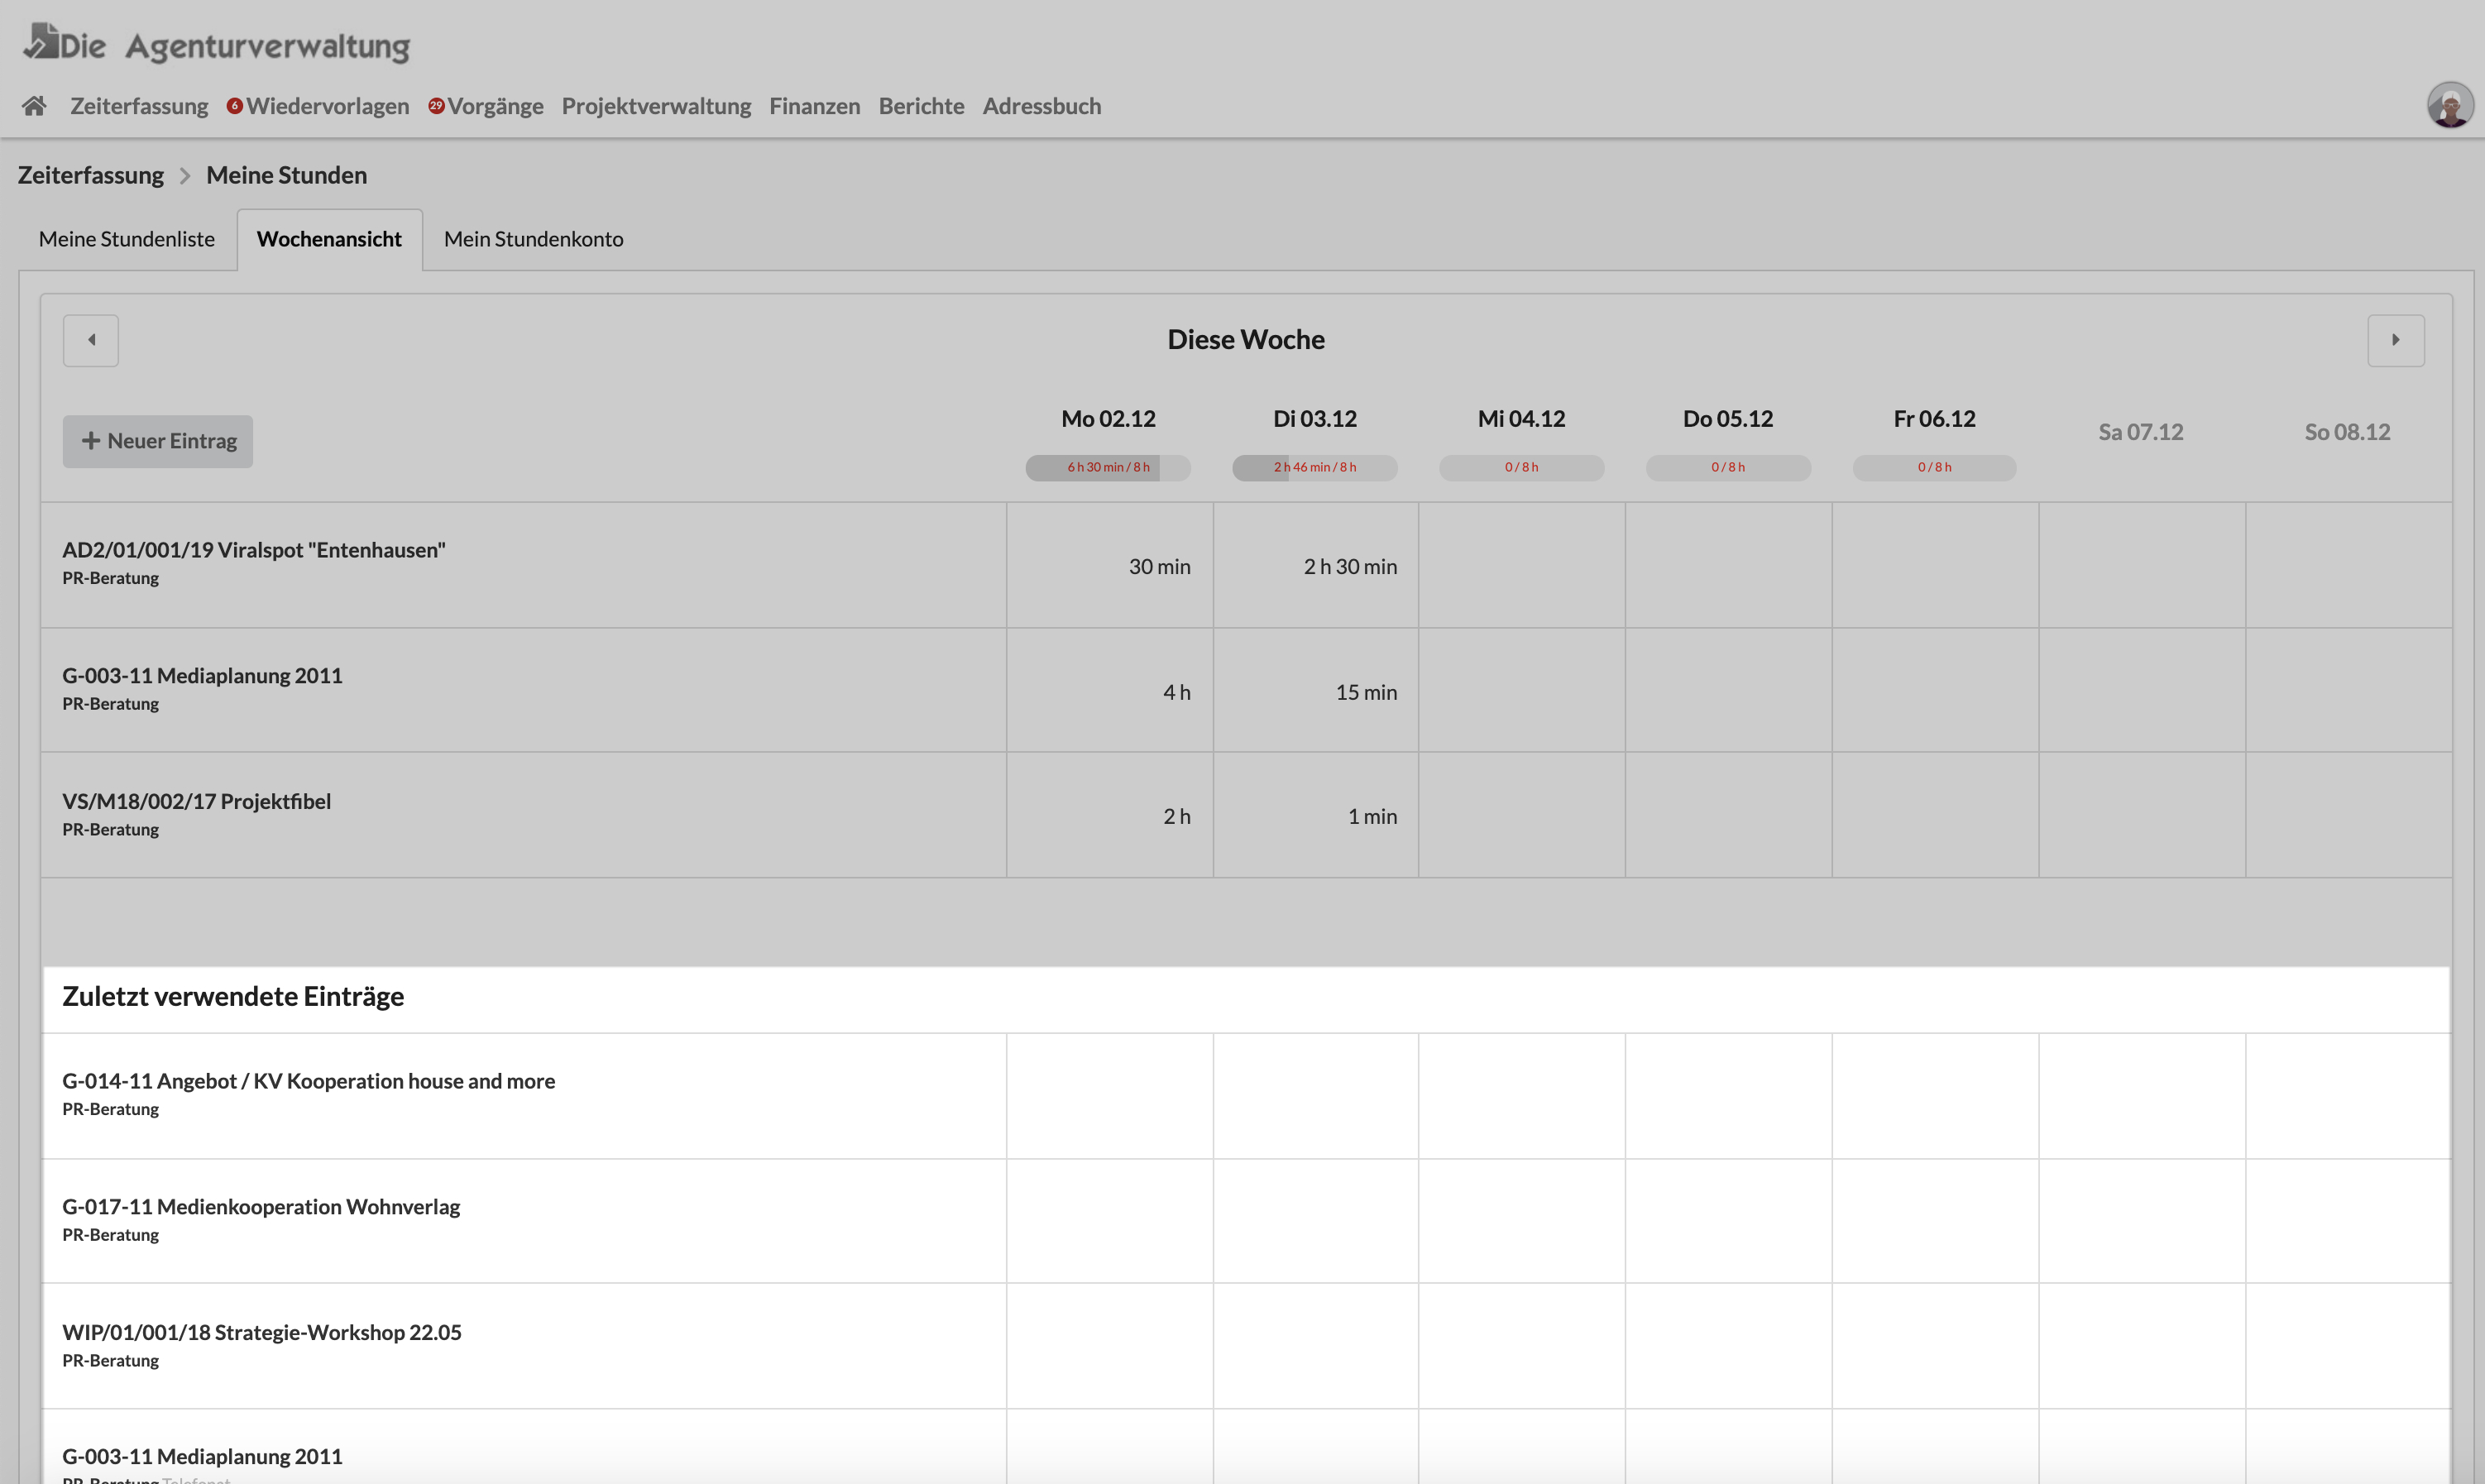 Die Agenturverwaltung
Zeiterfassung 6 Wiedervorlagen 29 Vorgänge Projektverwaltung Finanzen Berichte Adressbuch
Zeiterfassung Meine Stunden
Meine Stundenliste Wochenansicht Mein Stundenkonto
Diese Woche
Neuer Eintrag
Mo 02.12 Di 03.12 Mi 04.12 Do 05.12 Fr 06.12 Sa 07.12 So 08.12
6 h 30 min / 8 h 2 h 46 min / 8 h 0 / 8 h 0 / 8 h 0 / 8 h
AD2/01/001/19 Viralspot "Entenhausen"
PR-Beratung
30 min 2 h 30 min
G-003-11 Mediaplanung 2011
PR-Beratung
4 h 15 min
VS/M18/002/17 Projektfibel
PR-Beratung
2 h 1 min
Zuletzt verwendete Einträge
G-014-11 Angebot / KV Kooperation house and more
PR-Beratung
G-017-11 Medienkooperation Wohnverlag
PR-Beratung
WIP/01/001/18 Strategie-Workshop 22.05
PR-Beratung
G-003-11 Mediaplanung 2011
PR-Beratung Telefonat